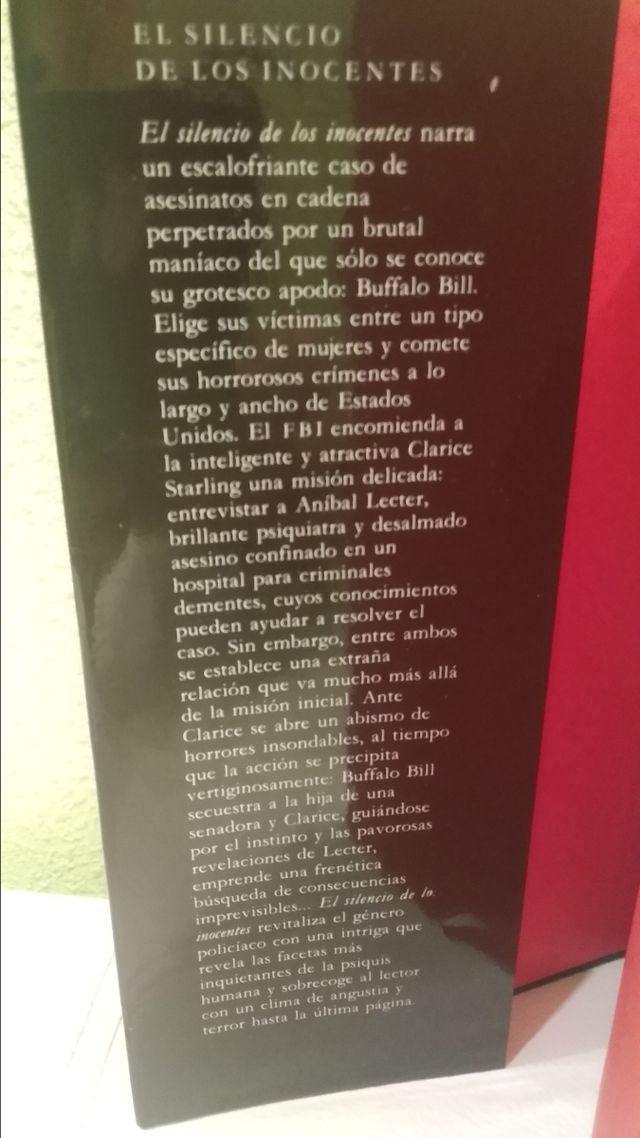 EL SILENCIO
DE LOS INOCENTES
El silencio de los inocentes narra
un escalofriante caso de
asesinatos en cadena
perpetrados por un brutal
maníaco del que sólo se conoce
su grotesco apodo: Buffalo Bill.
Elige sus víctimas entre un tipo
específico de mujeres y comete
sus horrorosos crímenes a lo
largo y ancho de Estados
Unidos. El FBI encomienda a
la inteligente y atractiva Clarice
Starling una misión delicada:
entrevistar a Aníbal Lecter,
brillante psiquiatra y desalmado
asesino confinado en un
hospital para criminales
dementes, cuyos conocimientos
pueden ayudar a resolver el
caso. Sin embargo, entre ambos
se establece una extraña
relación que va mucho más allá
de la misión inicial. Ante
Clarice se abre un abismo de
horrores insondables, al tiempo
que la acción se precipita
vertiginosamente: Buffalo Bill
secuestra a la hija de una
senadora y Clarice, guiándose
por el instinto y las pavorosas
revelaciones de Lecter,
emprende una frenética
búsqueda de consecuencias
imprevisibles... El silencio de lo
inocentes revitaliza el género
policíaco con una intriga que
revela las facetas más
inquietantes de la psiquis
humana y sobrecoge al lector
con un clima de angustia y
terror hasta la última página.